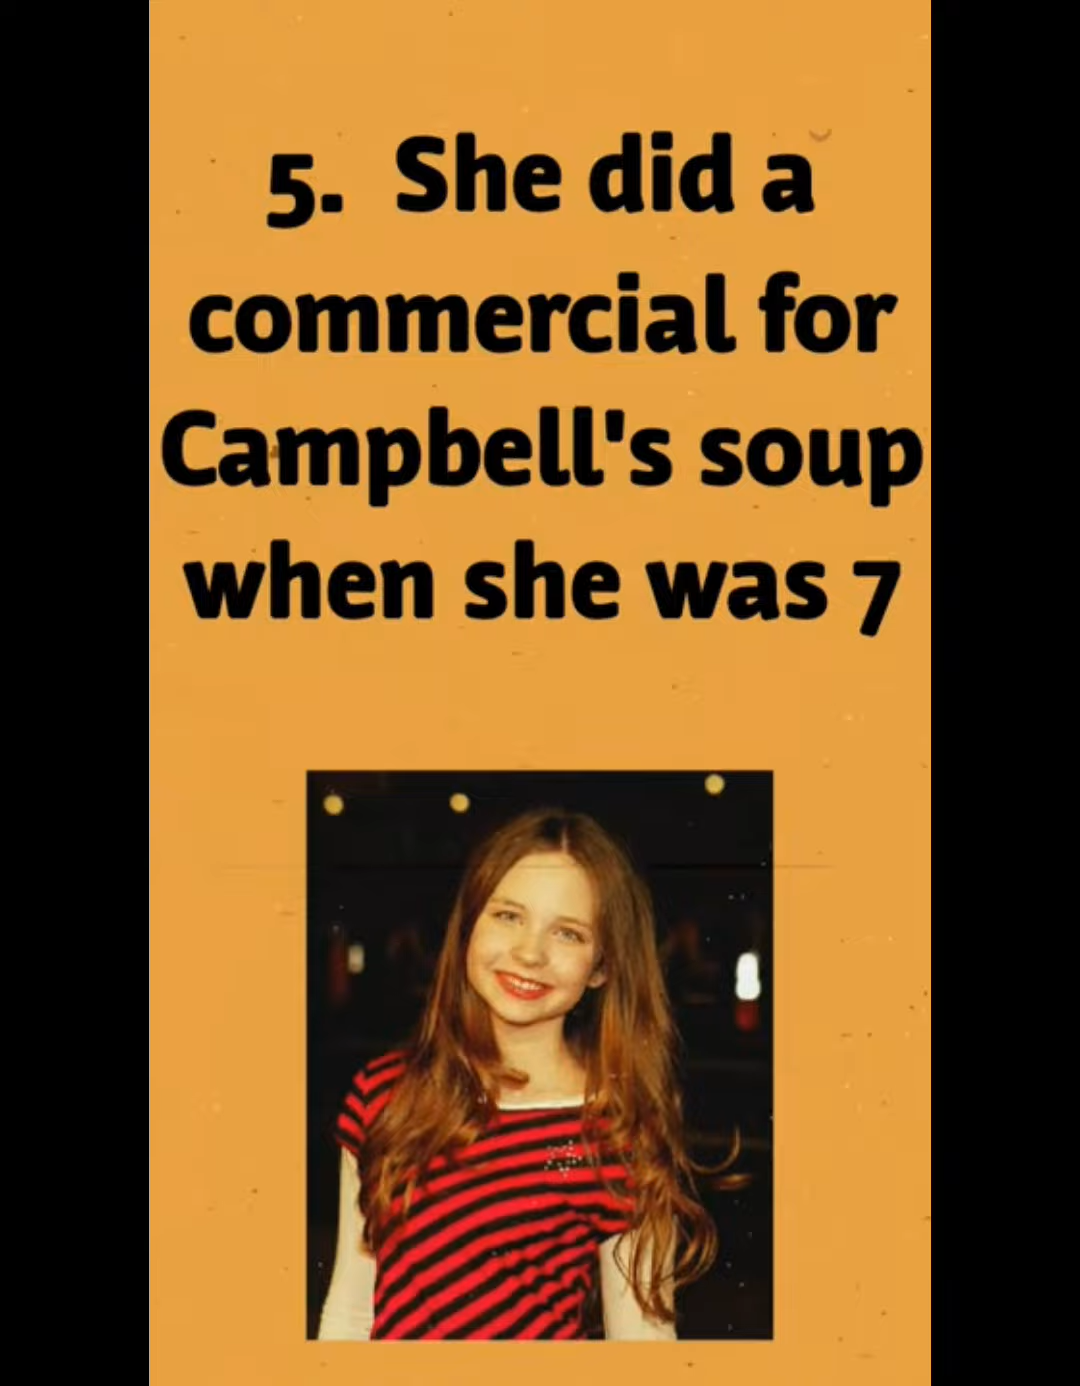 5. She did a
commercial for
Campbell's soup
when she was 7